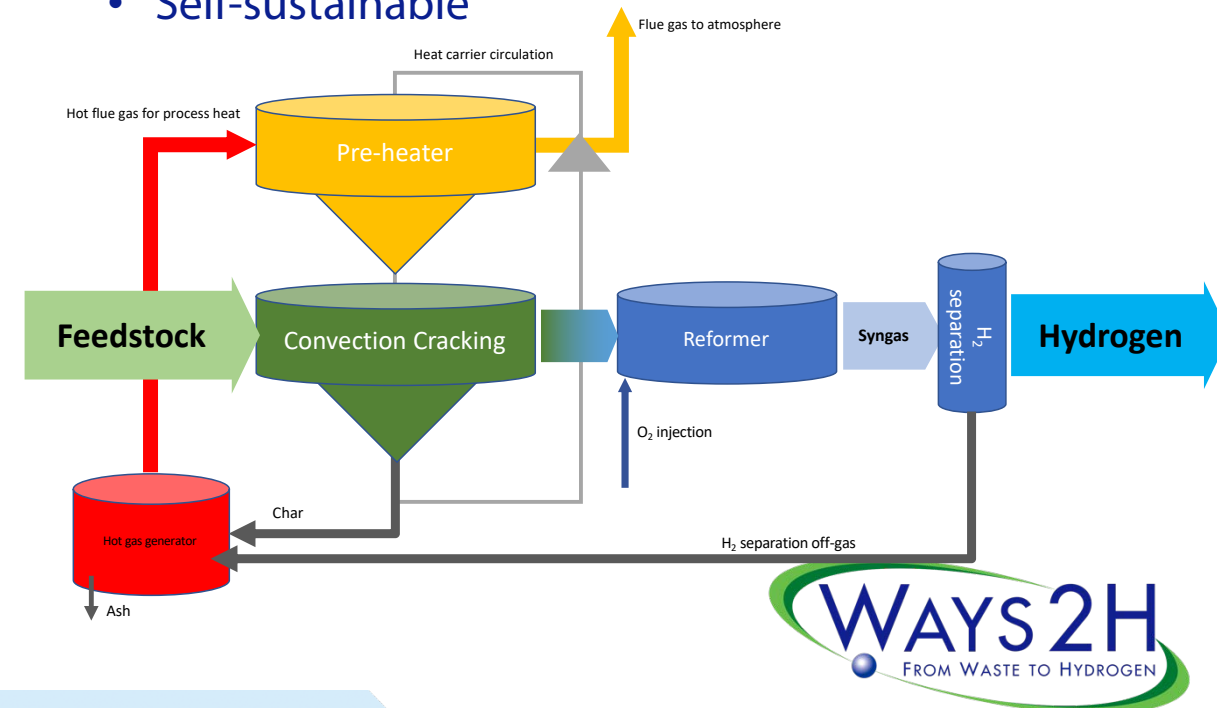 • Self-sustainable
Flue gas to atmosphere
Heat carrier circulation
Hot flue gas for process heat
Pre-heater
Feedstock
Convection Cracking
Reformer
Syngas
H₂ separation
Hydrogen
O₂ injection
Char
Hot gas generator
H₂ separation off-gas
Ash
WAYS2H
FROM WASTE TO HYDROGEN